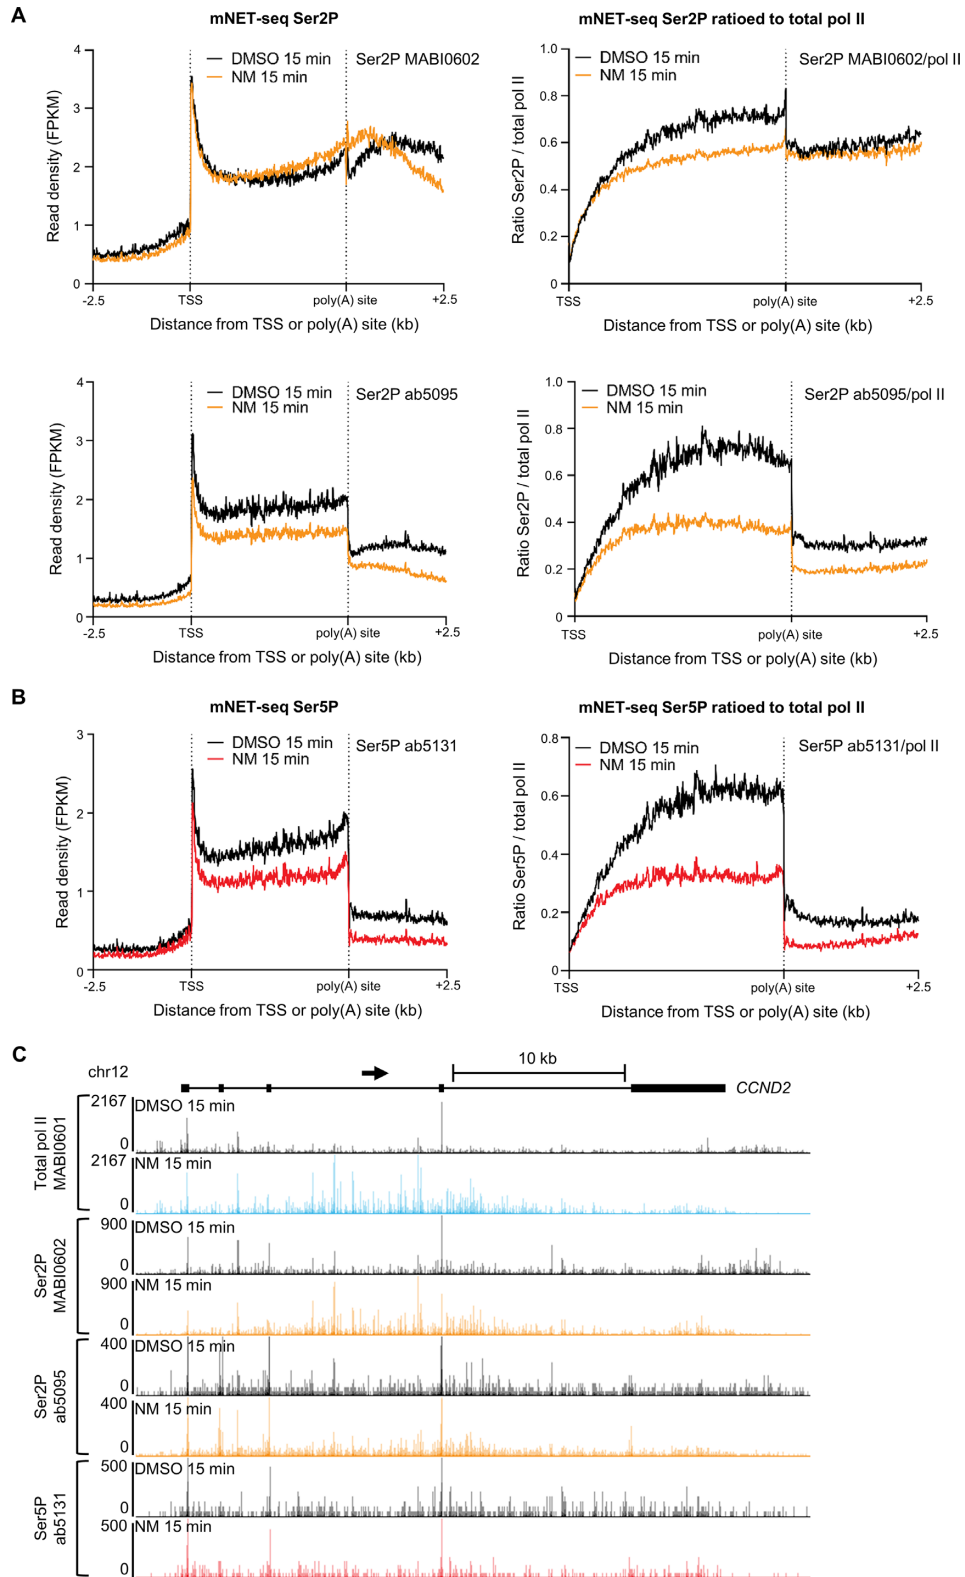 A
mNET-seq Ser2P
mNET-seq Ser2P ratioed to total pol II
DMSO 15 min
NM 15 min
Ser2P MABI0602
Read density (FPKM)
4
3
2
1
0
-2.5
TSS
poly(A) site
+2.5
Distance from TSS or poly(A) site (kb)
DMSO 15 min
NM 15 min
Ser2P MABI0602/pol II
Ratio Ser2P / total pol II
1.0
0.8
0.6
0.4
0.2
0
TSS
poly(A) site
+2.5
Distance from TSS or poly(A) site (kb)
DMSO 15 min
NM 15 min
Ser2P ab5095
Read density (FPKM)
4
3
2
1
0
-2.5
TSS
poly(A) site
+2.5
Distance from TSS or poly(A) site (kb)
DMSO 15 min
NM 15 min
Ser2P ab5095/pol II
Ratio Ser2P / total pol II
1.0
0.8
0.6
0.4
0.2
0
TSS
poly(A) site
+2.5
Distance from TSS or poly(A) site (kb)
B
mNET-seq Ser5P
mNET-seq Ser5P ratioed to total pol II
DMSO 15 min
NM 15 min
Read density (FPKM)
3
2
1
0
-2.5
TSS
poly(A) site
+2.5
Distance from TSS or poly(A) site (kb)
DMSO 15 min
NM 15 min
Ser5P ab5131/pol II
Ratio Ser5P / total pol II
0.8
0.6
0.4
0.2
0
TSS
poly(A) site
+2.5
Distance from TSS or poly(A) site (kb)
C
chr12
10 kb
CCND2
Total pol II
MABI0601
2167
DMSO 15 min
0
2167
NM 15 min
0
Ser2P
MABI0602
900
DMSO 15 min
0
900
NM 15 min
0
Ser2P
ab5095
400
DMSO 15 min
0
400
NM 15 min
0
Ser5P
ab5131
500
DMSO 15 min
0
500
NM 15 min
0